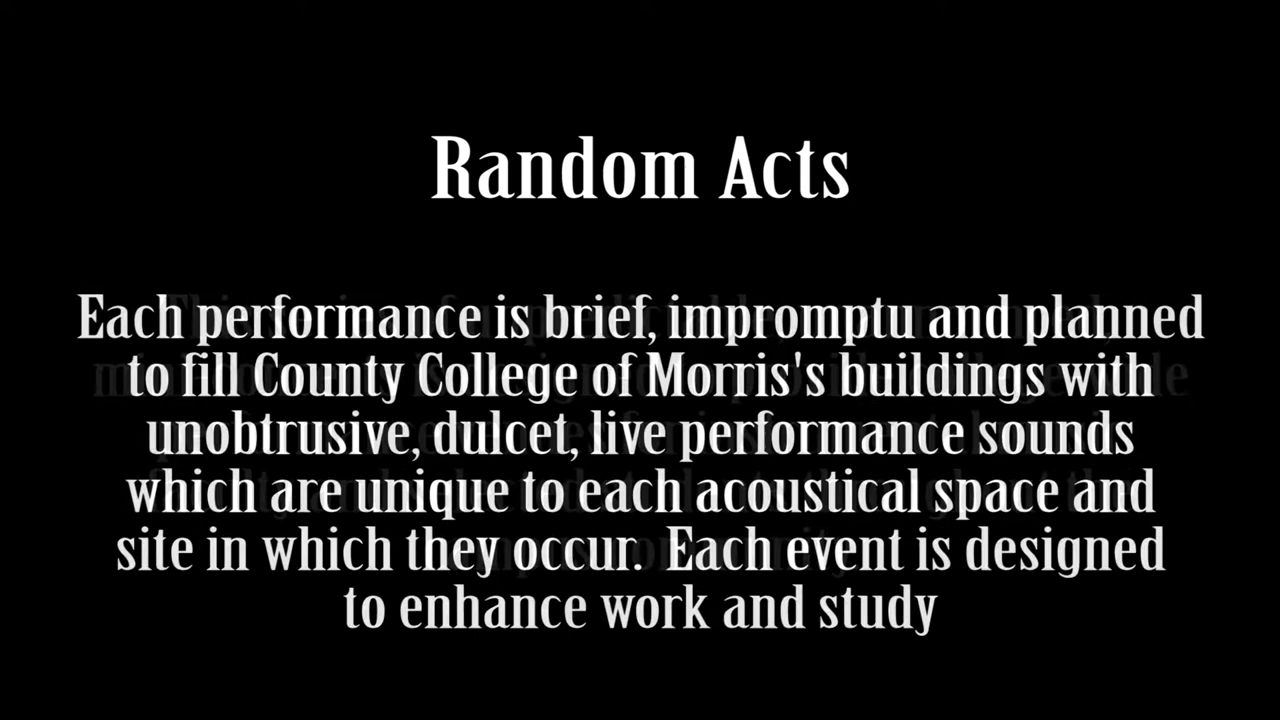 Random Acts
Each performance is brief, impromptu and planned
to fill County College of Morris's buildings with
unobtrusive, dulcet, live performance sounds
which are unique to each acoustical space and
site in which they occur.  Each event is designed
to enhance work and study